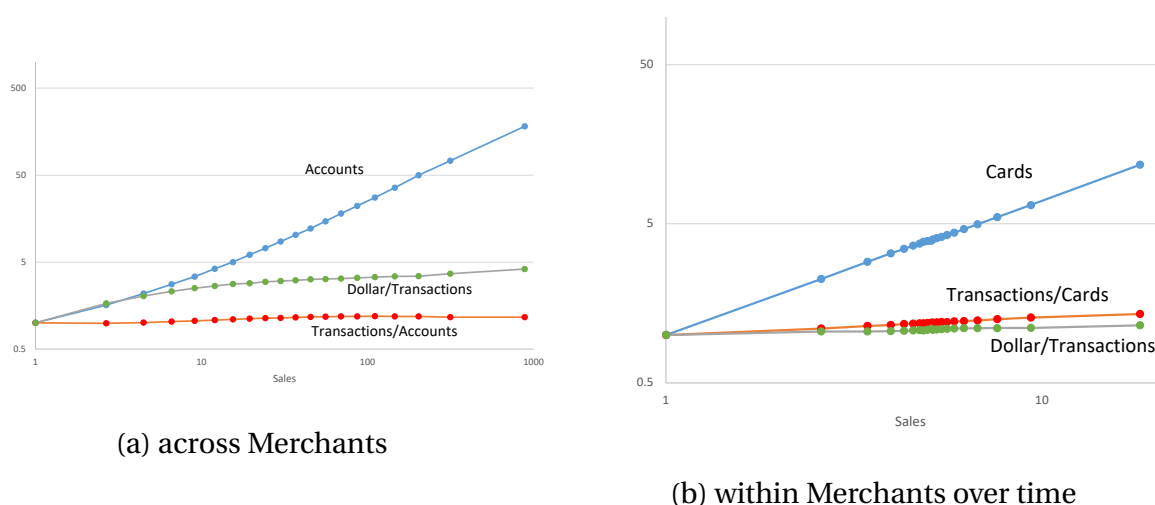 500
50
5
0.5
Accounts
Dollar/Transactions
Transactions/Accounts
1
10
100
1000
Sales
(a) across Merchants
50
5
0.5
Cards
Transactions/Cards
Dollar/Transactions
1
10
Sales
(b) within Merchants over time